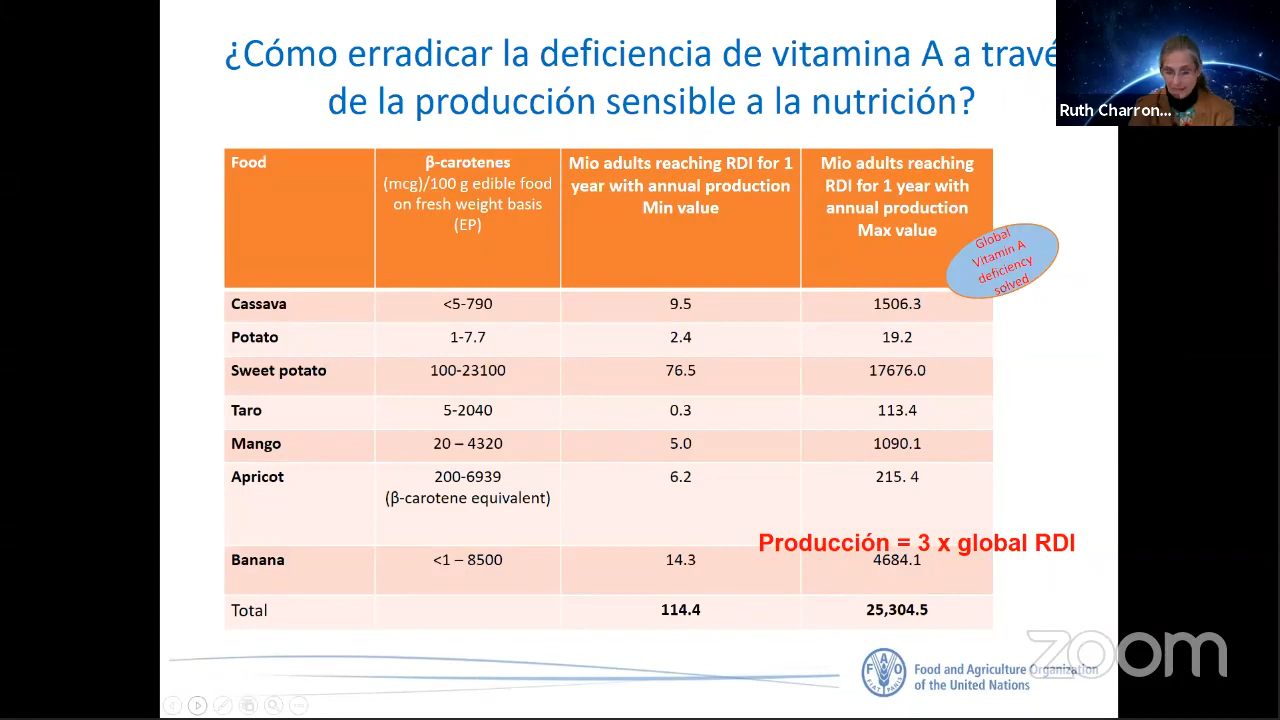 ¿Cómo erradicar la deficiencia de vitamina A a travé
de la producción sensible a la nutrición?
Ruth Charron...
Food
β-carotenes
(mcg)/100 g edible food
on fresh weight basis
(EP)
Mio adults reaching RDI for 1
year with annual production
Min value
Mio adults reaching
RDI for 1 year with
annual production
Max value
Global
Vitamin A
deficiency
solved
Cassava <5-790 9.5 1506.3
Potato 1-7.7 2.4 19.2
Sweet potato 100-23100 76.5 17676.0
Taro 5-2040 0.3 113.4
Mango 20 – 4320 5.0 1090.1
Apricot 200-6939 6.2 215. 4
(β-carotene equivalent)
Producción = 3 x global RDI
Banana <1 – 8500 14.3 4684.1
Total 114.4 25,304.5
zoom
F A O
FIAT PANIS
Food and Agriculture Organization
of the United Nations